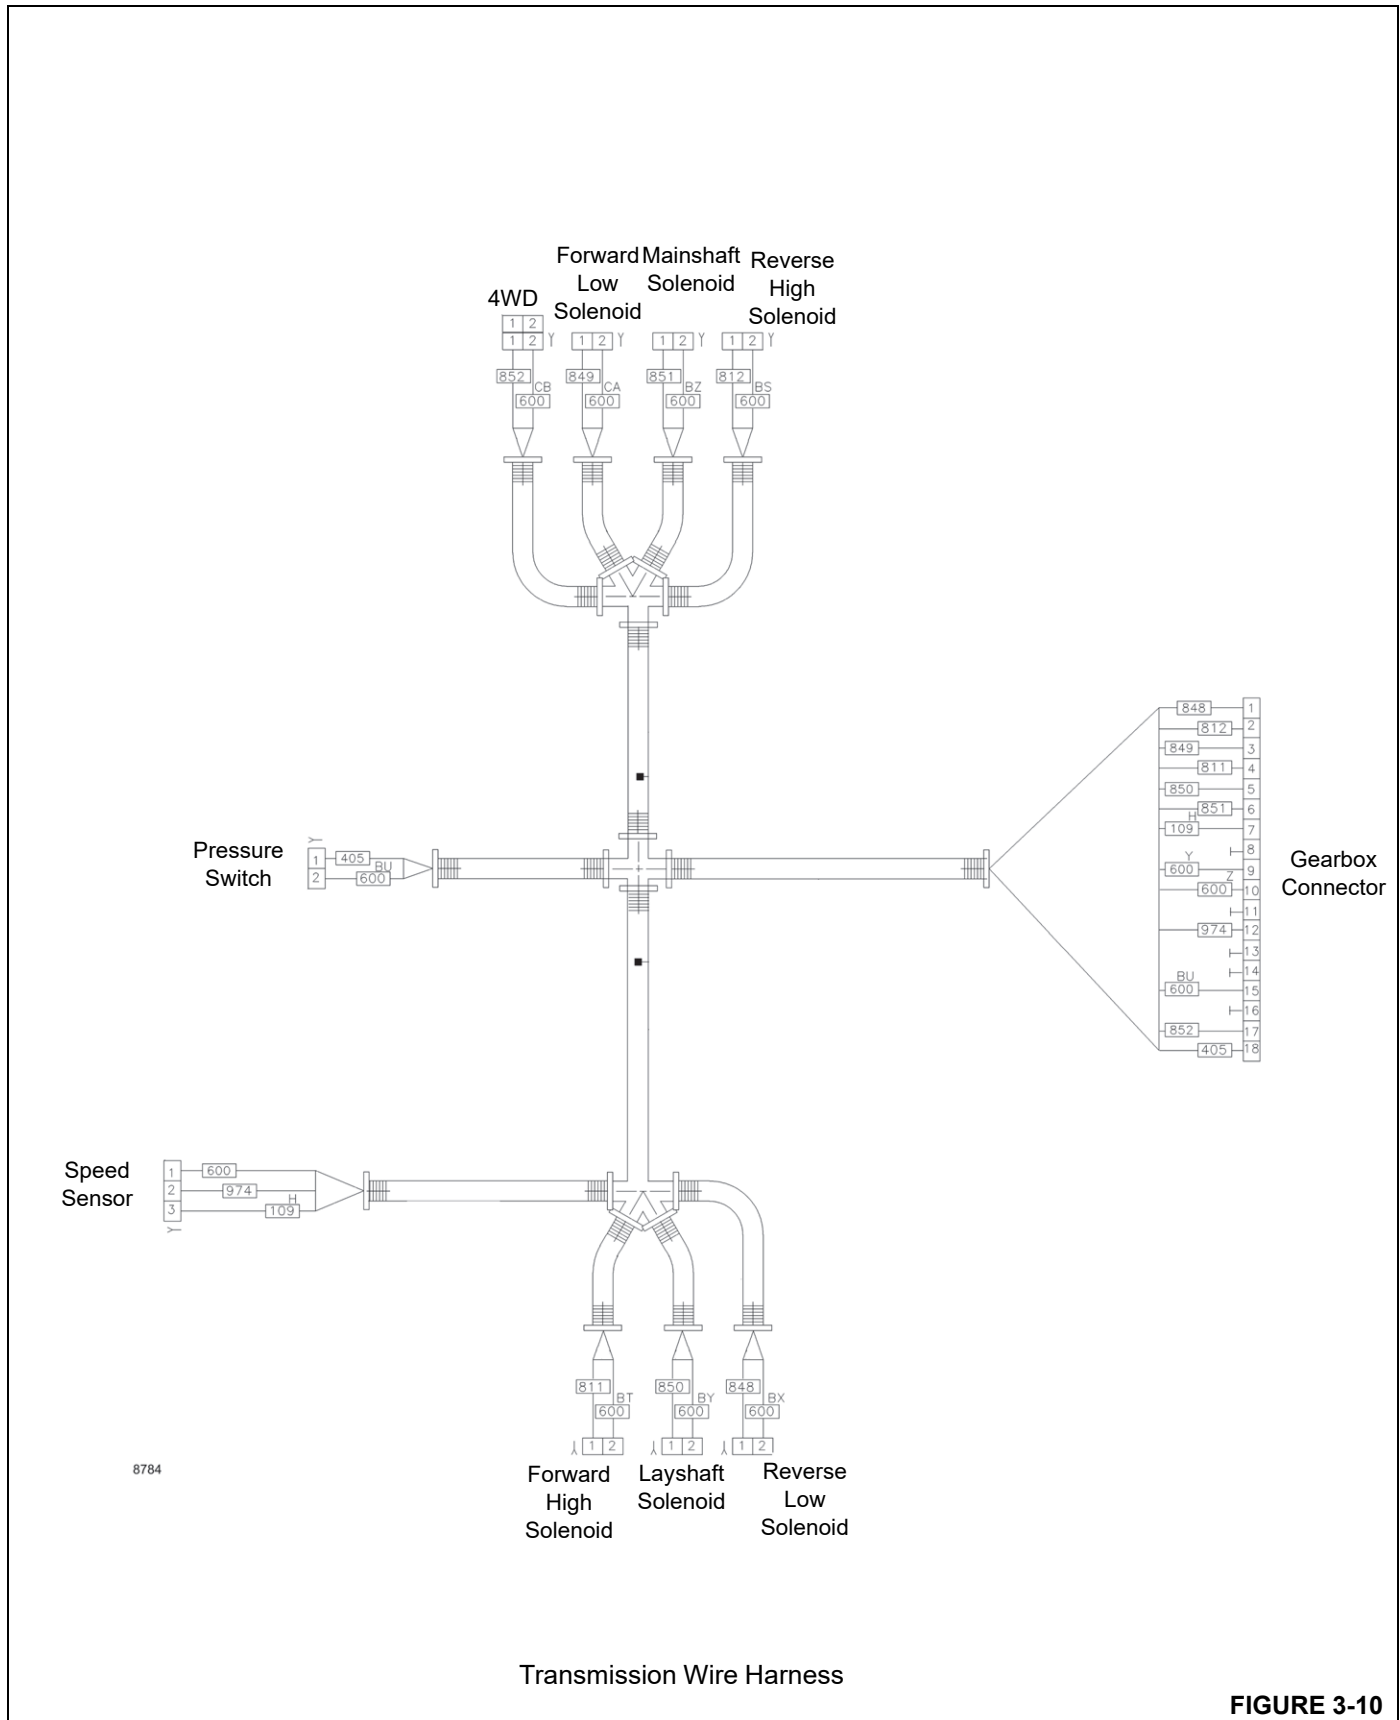 Forward Mainshaft Reverse
Low Solenoid High
4WD Solenoid Solenoid
1 2
1 2 Y 1 2 Y 1 2 Y 1 2 Y
852 849 851 812
CB CA BZ BS
600 600 600 600
848 1
812 2
849 3
811 4
850 5
851 6
H
109 7
8
Y
600 9
Z
600 10
11
974 12
13
14
BU
600 15
16
852 17
405 18
Gearbox
Connector
Pressure
Switch
Y
1 405
BU
2 600
Speed
Sensor
1 600
2 974
H
3 109
Y
811 850 848
BT BY BX
600 600 600
Y 1 2 Y 1 2 Y 1 2
Forward Layshaft Reverse
High Solenoid Low
Solenoid Solenoid
8784
Transmission Wire Harness
FIGURE 3-10